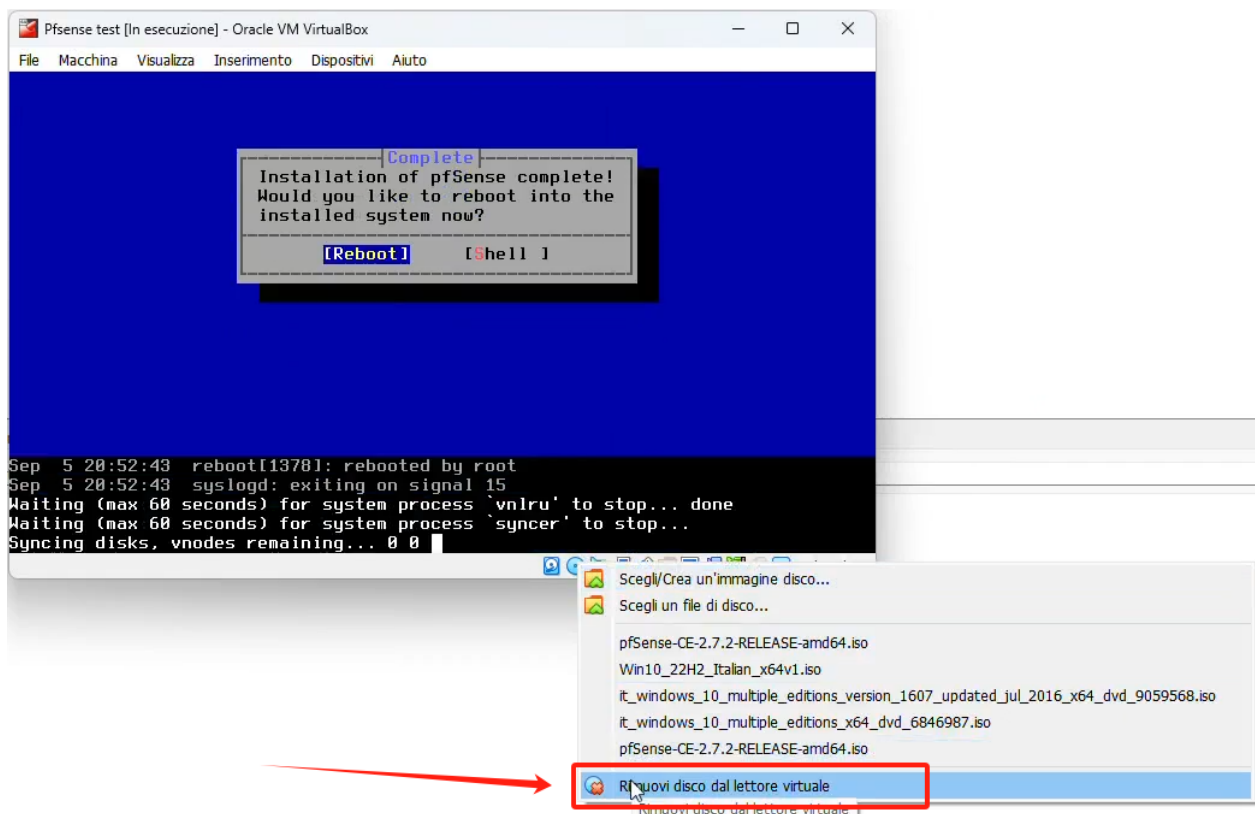 Pfsense test [In esecuzione] - Oracle VM VirtualBox
File Macchina Visualizza Inserimento Dispositivi Aiuto
Complete
Installation of pfSense complete!
Would you like to reboot into the
installed system now?
[Reboot] [Shell ]
Sep 5 20:52:43 reboot[1378]: rebooted by root
Sep 5 20:52:43 syslogd: exiting on signal 15
Waiting (max 60 seconds) for system process `vnlru' to stop... done
Waiting (max 60 seconds) for system process `syncer' to stop...
Syncing disks, vnodes remaining... 0 0
Scegli/Crea un'immagine disco...
Scegli un file di disco...
pfSense-CE-2.7.2-RELEASE-amd64.iso
Win10_22H2_Italian_x64v1.iso
it_windows_10_multiple_editions_version_1607_updated_jul_2016_x64_dvd_9059568.iso
it_windows_10_multiple_editions_x64_dvd_6846987.iso
pfSense-CE-2.7.2-RELEASE-amd64.iso
Rimuovi disco dal lettore virtuale
Rimuovi disco dal lettore virtuale